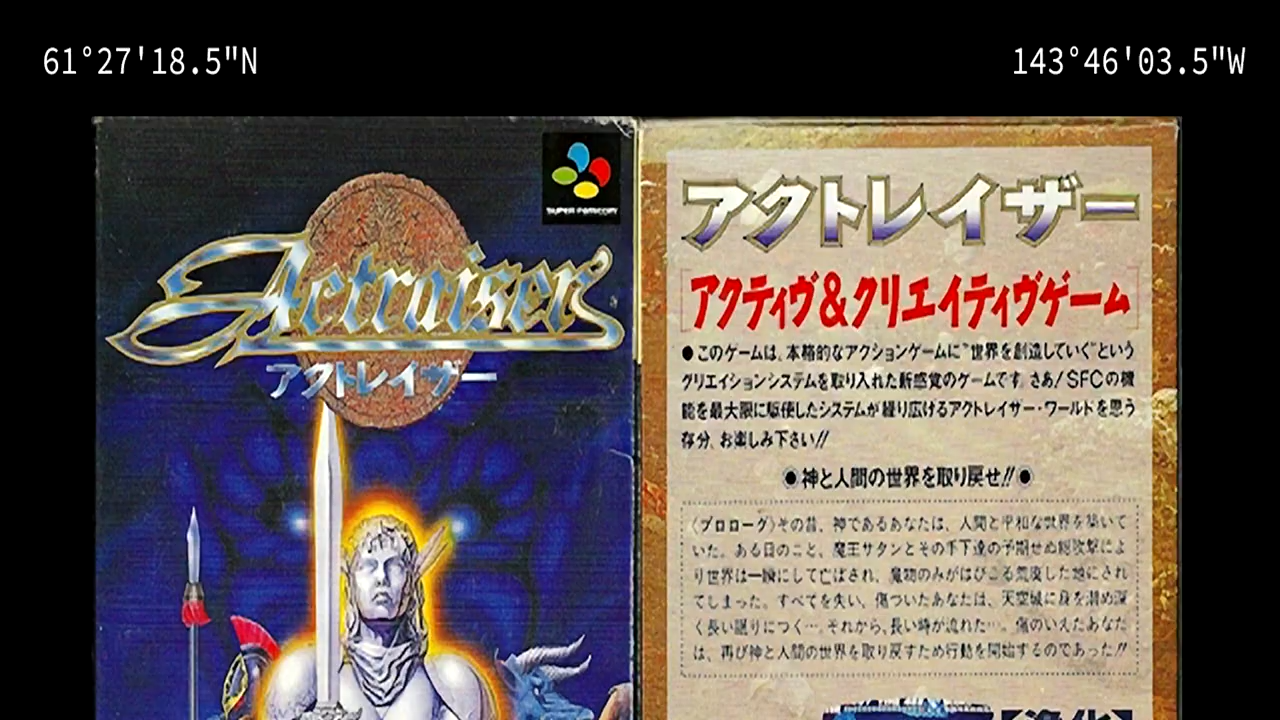 61°27'18.5"N
143°46'03.5"W
SUPER FAMICOM
Actraiser
アクトレイザー
アクトレイザー
アクティヴ&クリエイティヴゲーム
●このゲームは、本格的なアクションゲームに"世界を創造していく"という
クリエイションシステムを取り入れた新感覚のゲームです。さあ!SFCの機
能を最大限に駆使したシステムが繰り広げるアクトレイザー・ワールドを思う
存分、お楽しみ下さい!!
●神と人間の世界を取り戻せ!!●
〈プロローグ〉その昔、神であるあなたは、人間と平和な世界を築いて
いた。ある日のこと、魔王サタンとその手下達の予期せぬ総攻撃によ
り世界は一瞬にして亡ぼされ、魔物のみがはびこる荒廃した地にされ
てしまった。すべてを失い、傷ついたあなたは、天空城に身を潜め深
く長い眠りにつく…。それから、長い時が流れた…。傷のいえたあなた
は、再び神と人間の世界を取り戻すため行動を開始するのであった!!